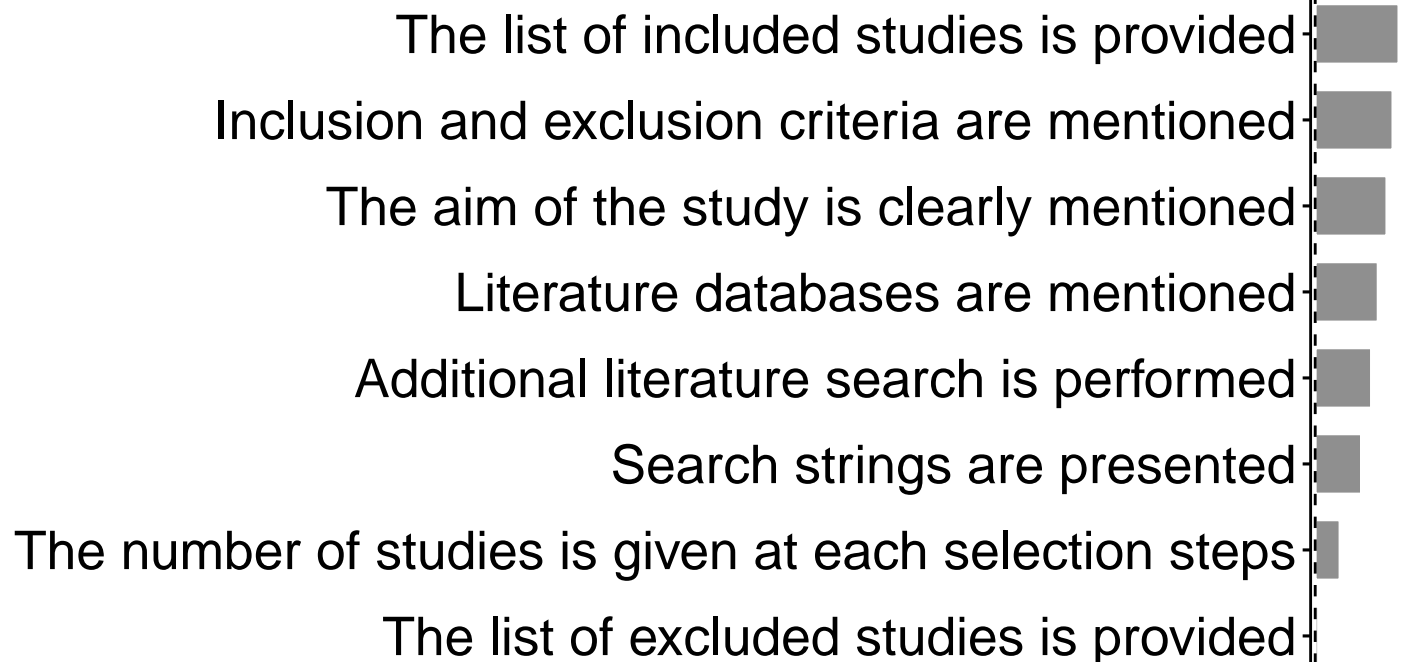 The list of included studies is provided
Inclusion and exclusion criteria are mentioned
The aim of the study is clearly mentioned
Literature databases are mentioned
Additional literature search is performed
Search strings are presented
The number of studies is given at each selection steps
The list of excluded studies is provided